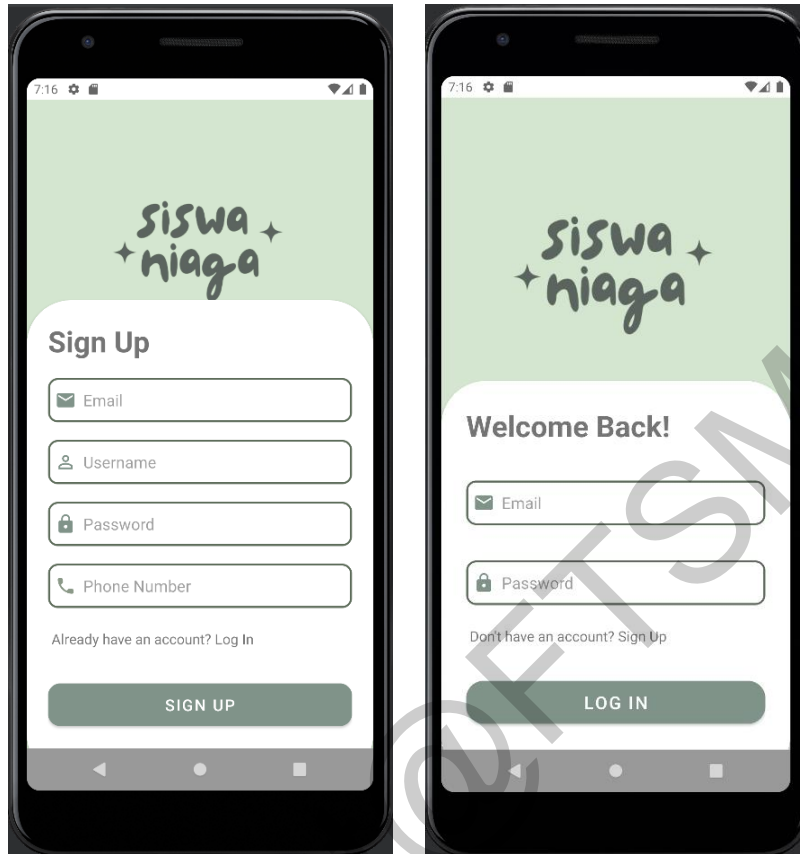 7:16
siswa
niaga
Sign Up
Email
Username
Password
Phone Number
Already have an account? Log In
SIGN UP
7:16
siswa
niaga
Welcome Back!
Email
Password
Don't have an account? Sign Up
LOG IN
@FTSM